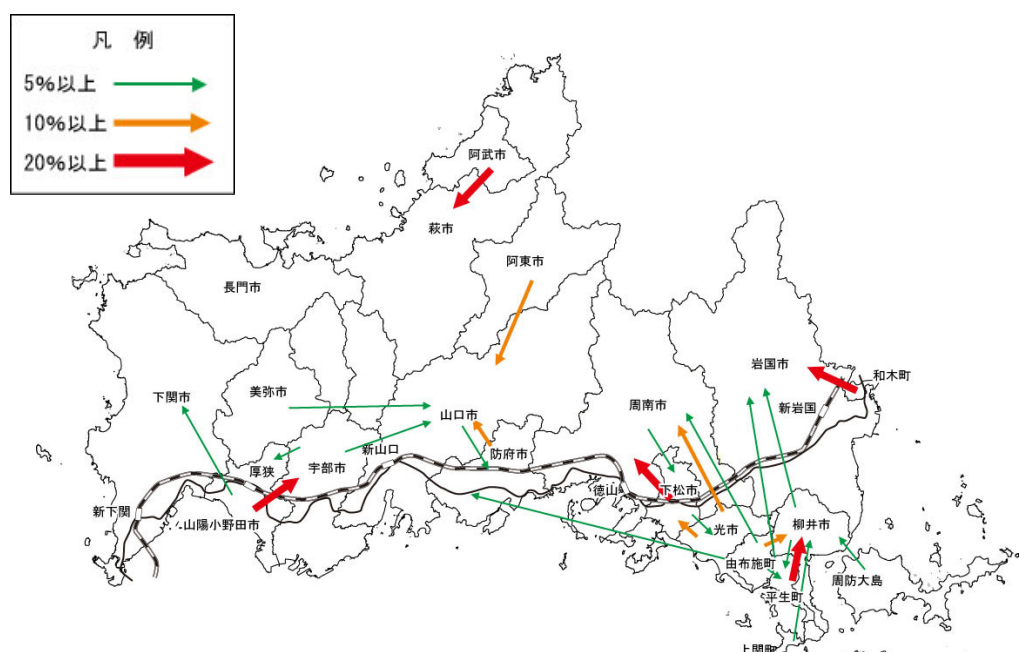 凡 例
5%以上
10%以上
20%以上
阿武市
萩市
阿東市
長門市
岩国市
和木町
美弥市
下関市
周南市
新岩国
山口市
新山口
防府市
厚狭
宇部市
徳山
下松市
新下関
山陽小野田市
光市
柳井市
由布施町
周防大島
平生町
上関町